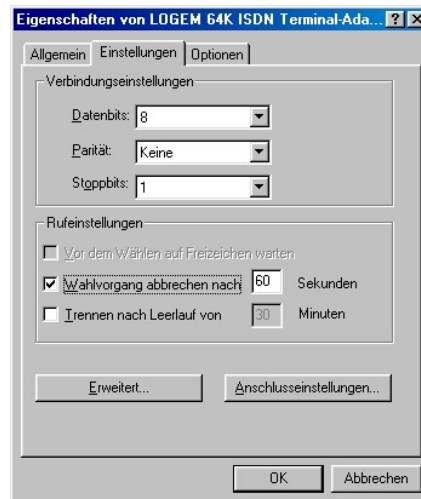 Eigenschaften von LOGEM 64K ISDN Terminal-Ada...
Allgemein Einstellungen Optionen
Verbindungseinstellungen
Datenbits: 8
Parität: Keine
Stoppbits: 1
Rufeinstellungen
Vor dem Wählen auf Freizeichen warten
Wahlvorgang abbrechen nach 60 Sekunden
Trennen nach Leerlauf von 30 Minuten
Erweitert... Anschlusseinstellungen...
OK Abbrechen